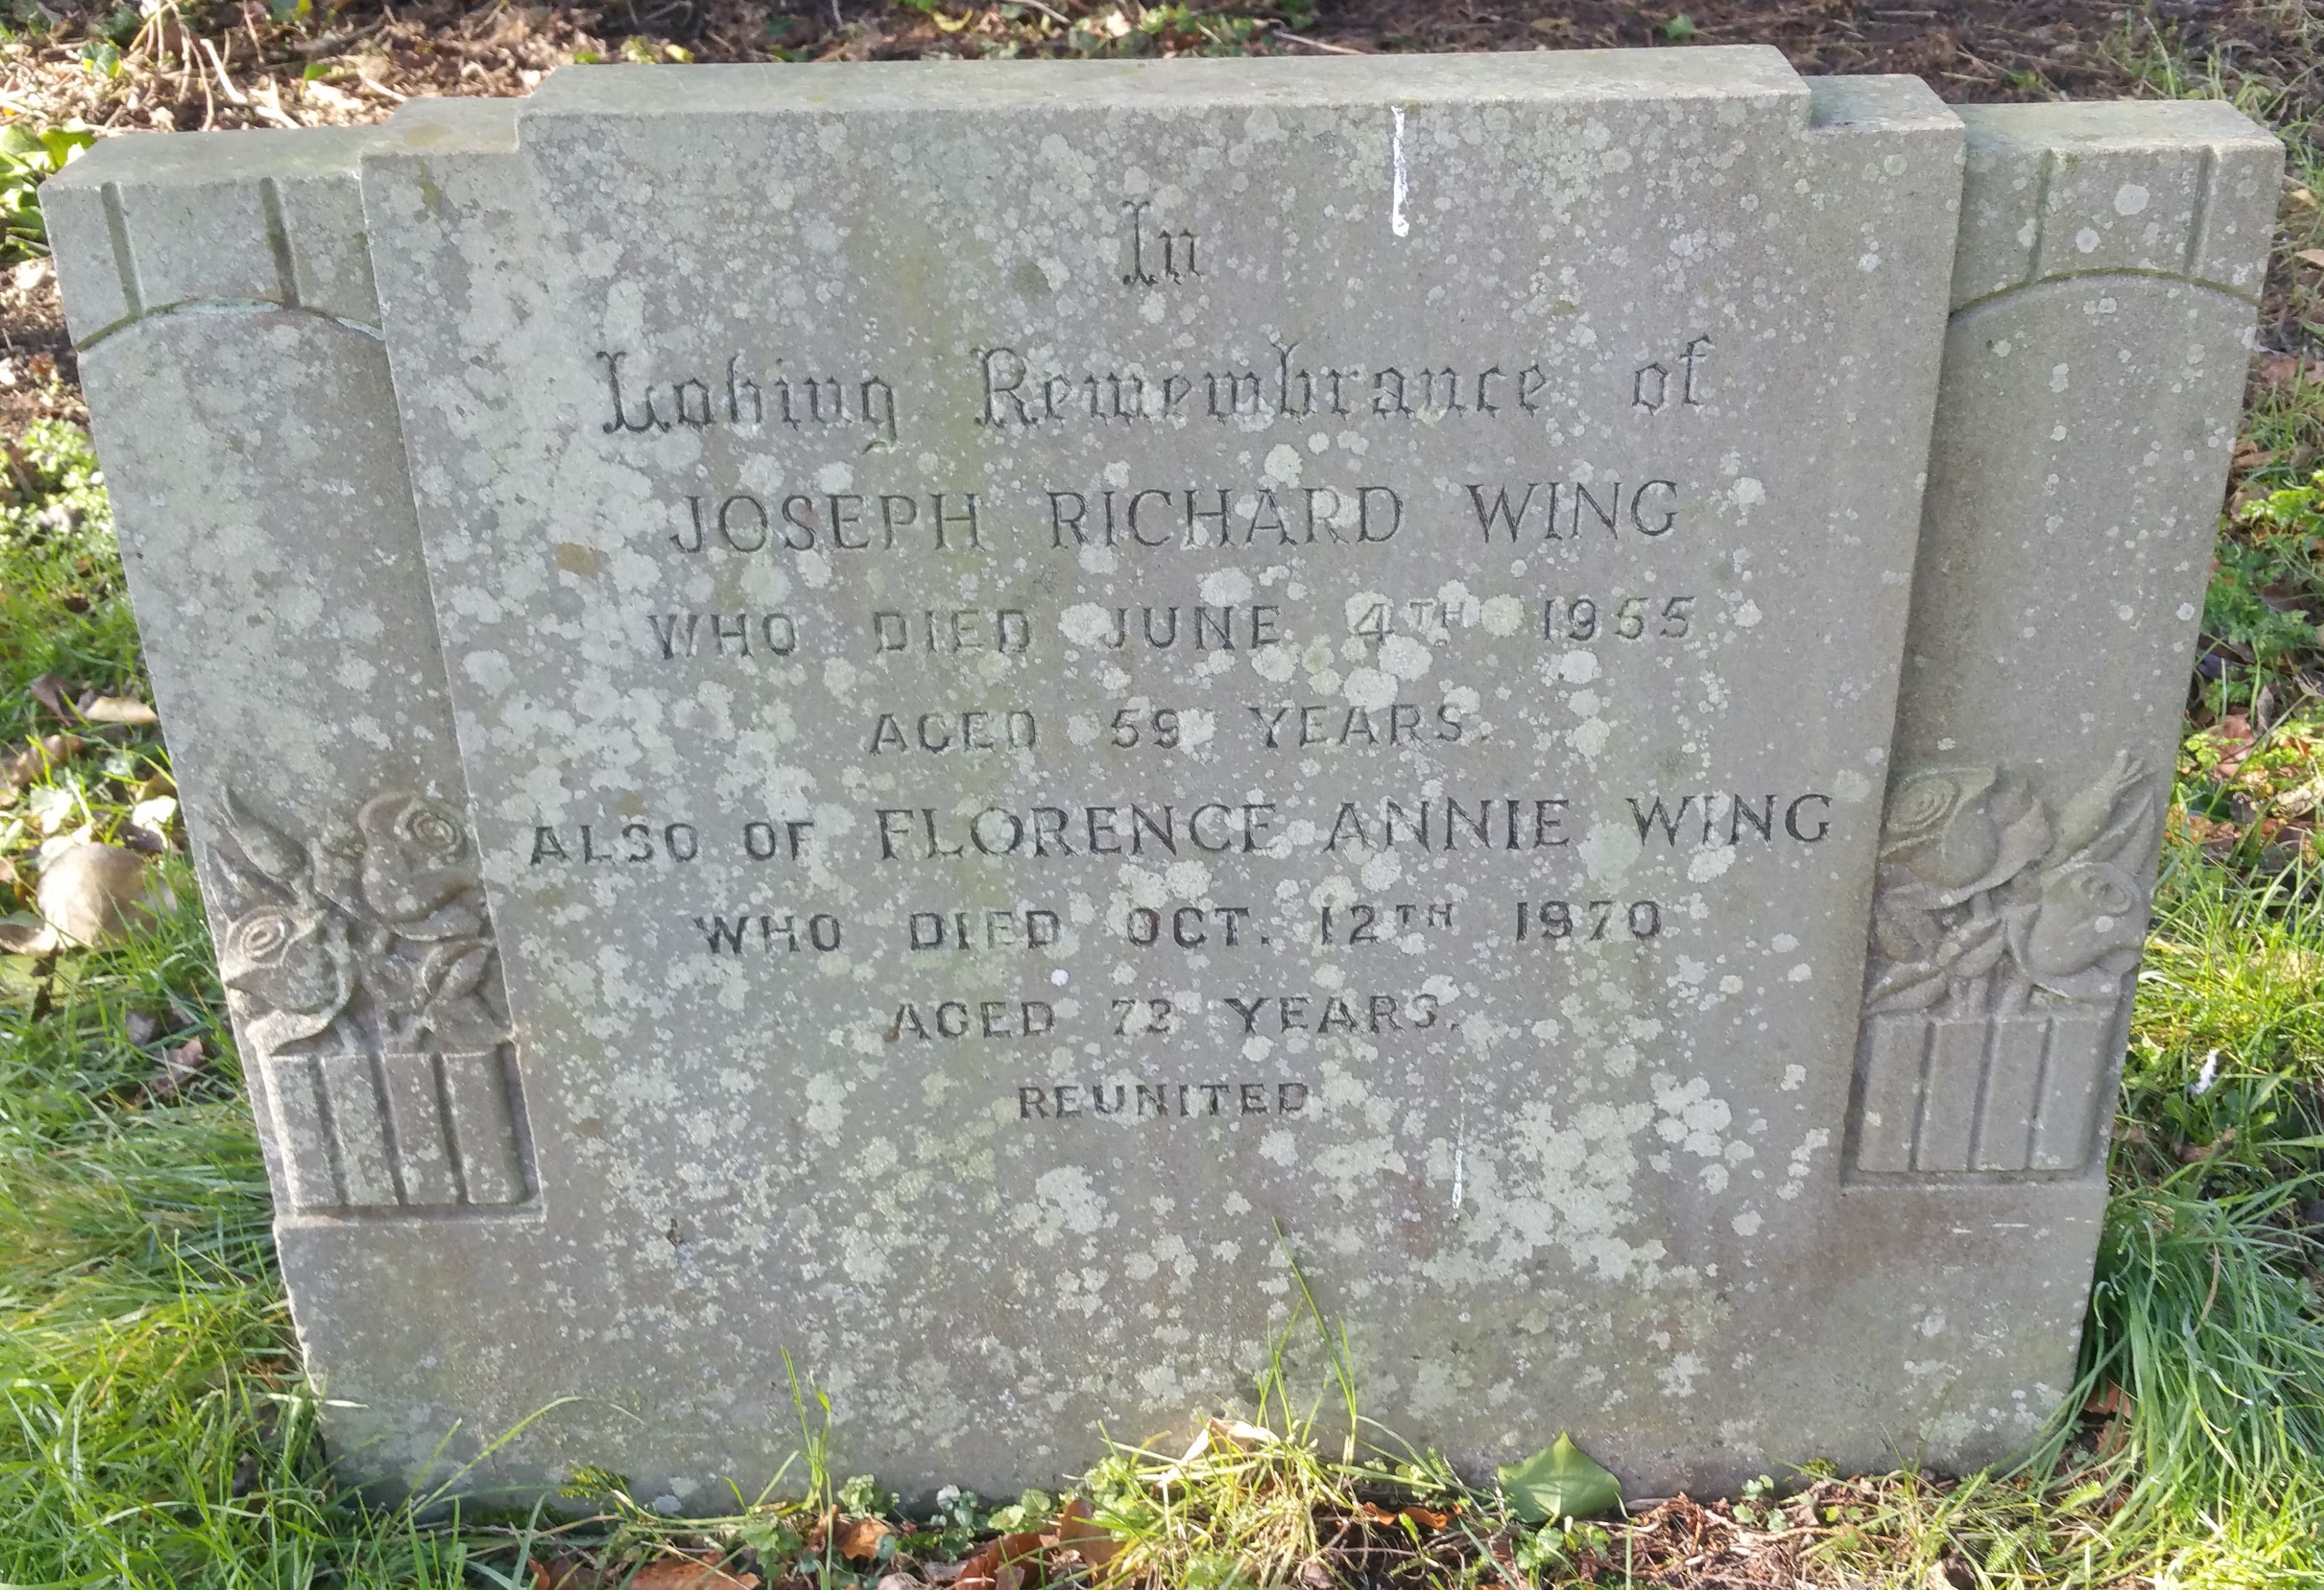 In
Loving Remembrance of
JOSEPH RICHARD WING
WHO DIED JUNE 4TH 1955
AGED 59 YEARS.
ALSO OF FLORENCE ANNIE WING
WHO DIED OCT. 12TH 1970
AGED 72 YEARS.
REUNITED